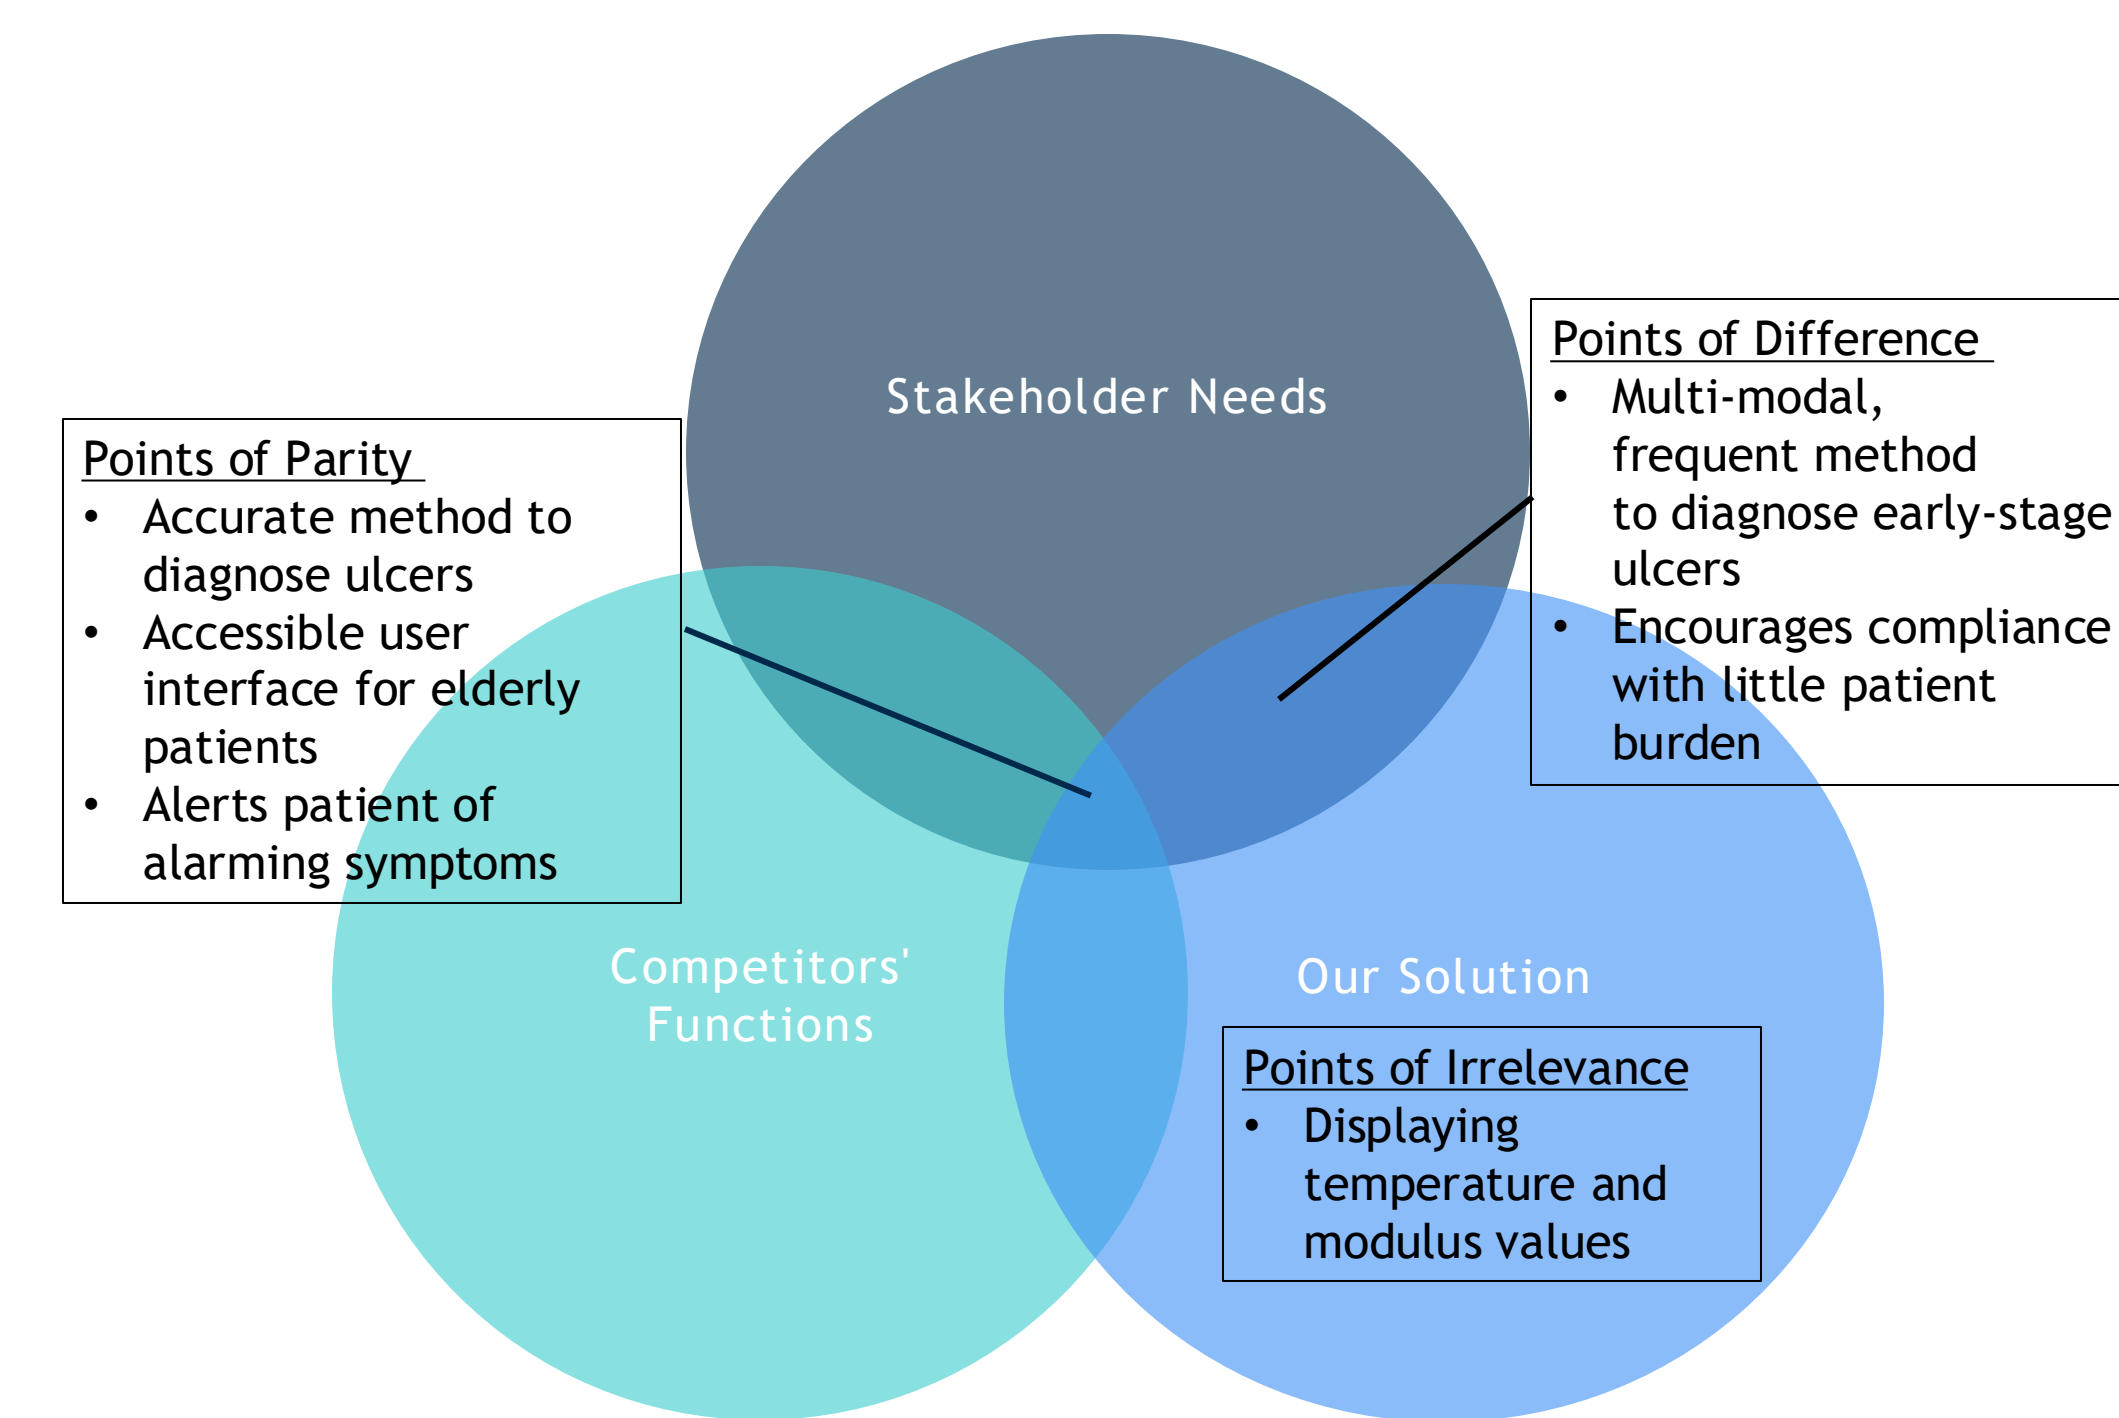 Stakeholder Needs
Points of Difference
• Multi-modal,
frequent method
to diagnose early-stage
ulcers
• Encourages compliance
with little patient
burden
Points of Parity
• Accurate method to
diagnose ulcers
• Accessible user
interface for elderly
patients
• Alerts patient of
alarming symptoms
Competitors'
Functions
Our Solution
Points of Irrelevance
• Displaying
temperature and
modulus values